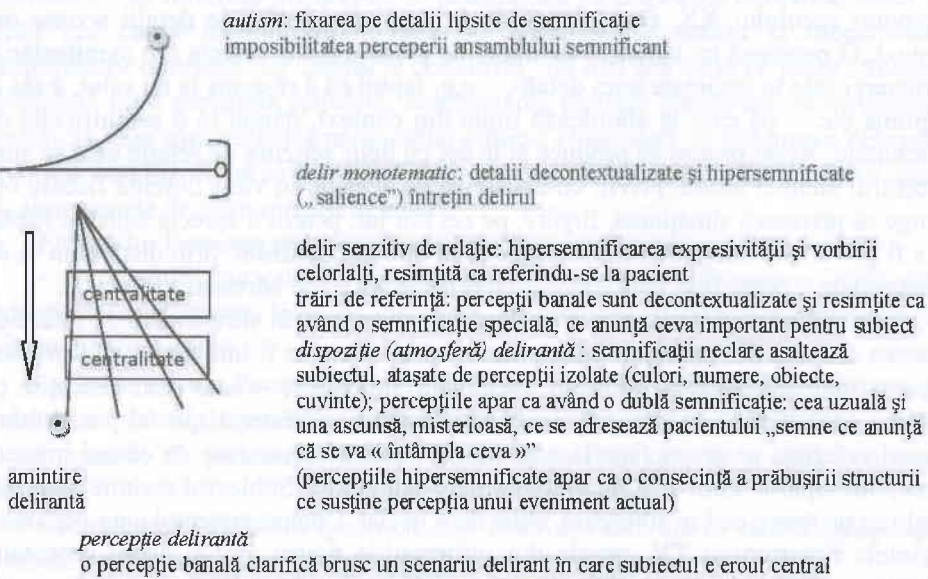 autism: fixarea pe detalii lipsite de semnificație
imposibilitatea perceperii ansamblului semnificant
delir monotematic: detalii decontextualizate și hipersemnificate
(„salience”) întrețin delirul
delir senzitiv de relație: hipersemnificarea expresivității și vorbirii
celorlalți, resimțită ca referindu-se la pacient
trăiri de referință: percepții banale sunt decontextualizate și resimțite ca
având o semnificație specială, ce anunță ceva important pentru subiect
dispoziție (atmosferă) delirantă: semnificații neclare asaltează
subiectul, atașate de percepții izolate (culori, numere, obiecte,
cuvinte); percepțiile apar ca având o dublă semnificație: cea uzuală și
una ascunsă, misterioasă, ce se adresează pacientului „semne ce anunță
că se va « întâmpla ceva »”
(percepțiile hipersemnificate apar ca o consecință a prăbușirii structurii
ce susține percepția unui eveniment actual)
centralitate
centralitate
amintire
delirantă
percepție delirantă
o percepție banală clarifică brusc un scenariu delirant în care subiectul e eroul central